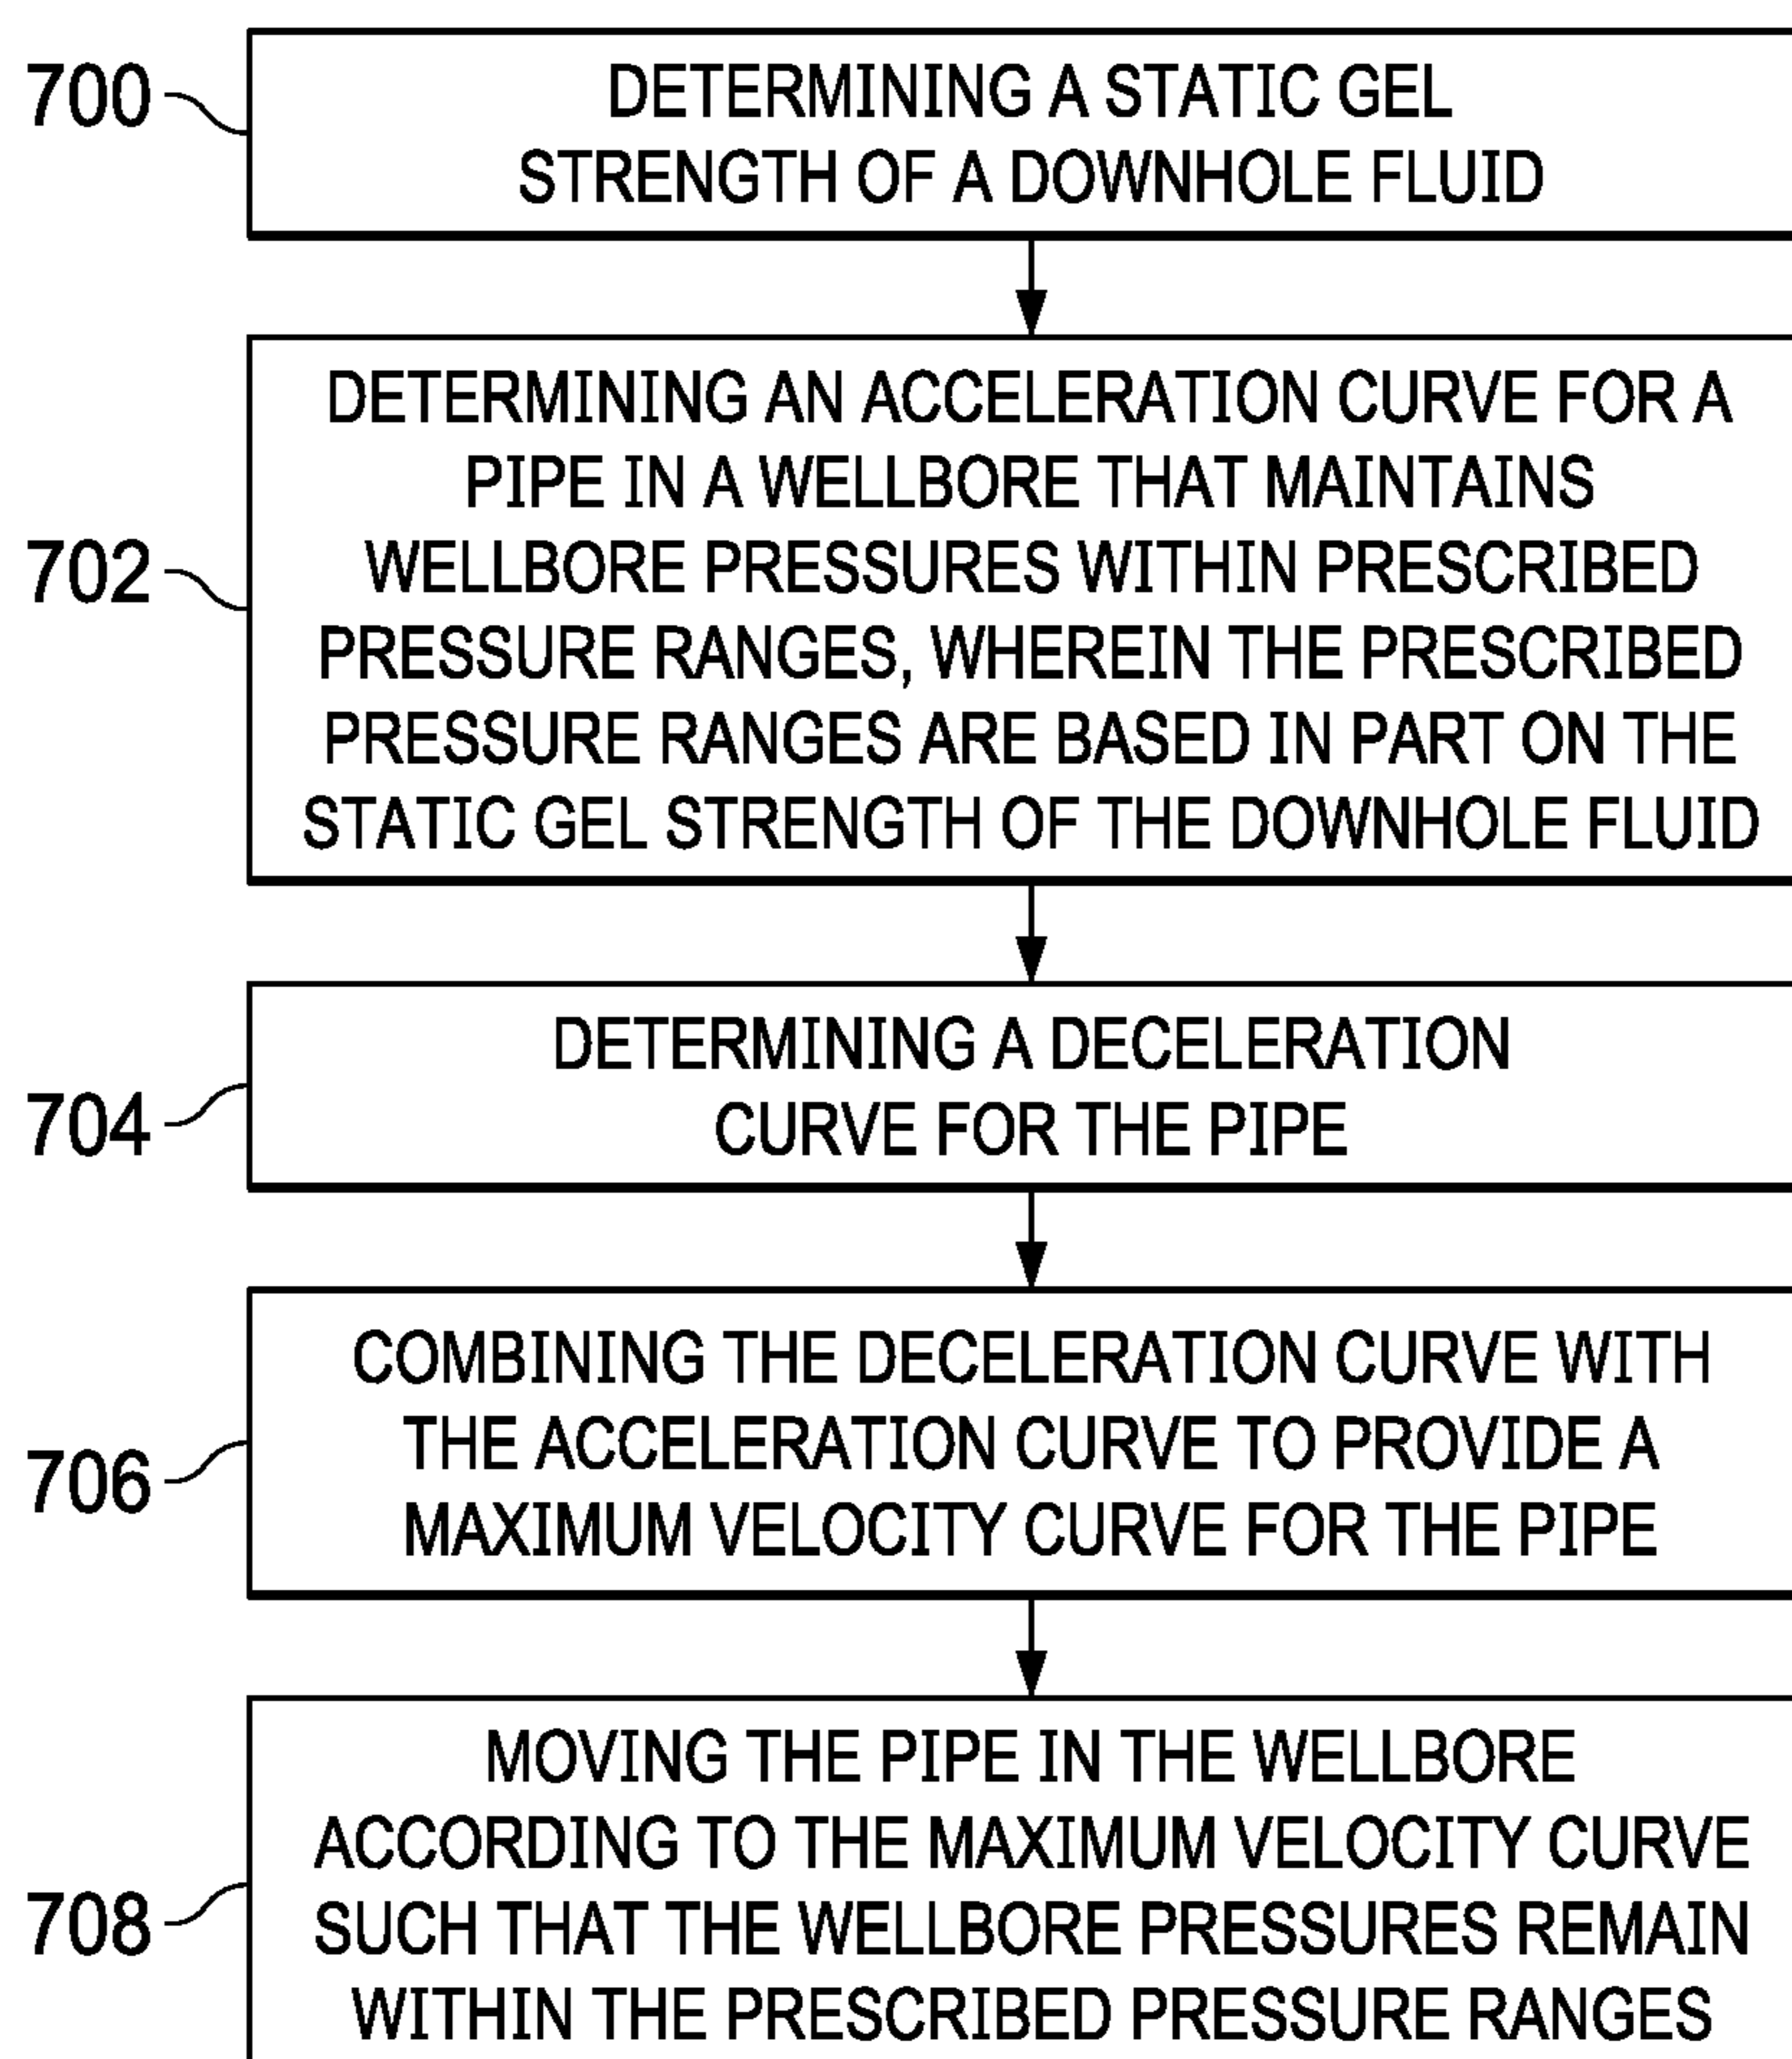 700
DETERMINING A STATIC GEL
STRENGTH OF A DOWNHOLE FLUID
702
DETERMINING AN ACCELERATION CURVE FOR A
PIPE IN A WELLBORE THAT MAINTAINS
WELLBORE PRESSURES WITHIN PRESCRIBED
PRESSURE RANGES, WHEREIN THE PRESCRIBED
PRESSURE RANGES ARE BASED IN PART ON THE
STATIC GEL STRENGTH OF THE DOWNHOLE FLUID
704
DETERMINING A DECELERATION
CURVE FOR THE PIPE
706
COMBINING THE DECELERATION CURVE WITH
THE ACCELERATION CURVE TO PROVIDE A
MAXIMUM VELOCITY CURVE FOR THE PIPE
708
MOVING THE PIPE IN THE WELLBORE
ACCORDING TO THE MAXIMUM VELOCITY CURVE
SUCH THAT THE WELLBORE PRESSURES REMAIN
WITHIN THE PRESCRIBED PRESSURE RANGES